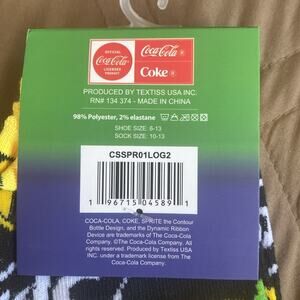 OFFICIAL
Coca-Cola
LICENSED
PRODUCT
Coca-Cola ®
Coke ®
PRODUCED BY TEXTISS USA INC.
RN# 134 374 - MADE IN CHINA
98% Polyester, 2% elastane
SHOE SIZE: 6-13
SOCK SIZE: 10-13
CSSPR01LOG2
1 96715 04589 1
COCA-COLA, COKE, SPRITE the Contour
Bottle Design, and the Dynamic Ribbon
Device are trademarks of The Coca-Cola
Company. ©The Coca-Cola Company. All
rights reserved. Produced by Textiss USA
INC. under a license from The
Coca-Cola Company.